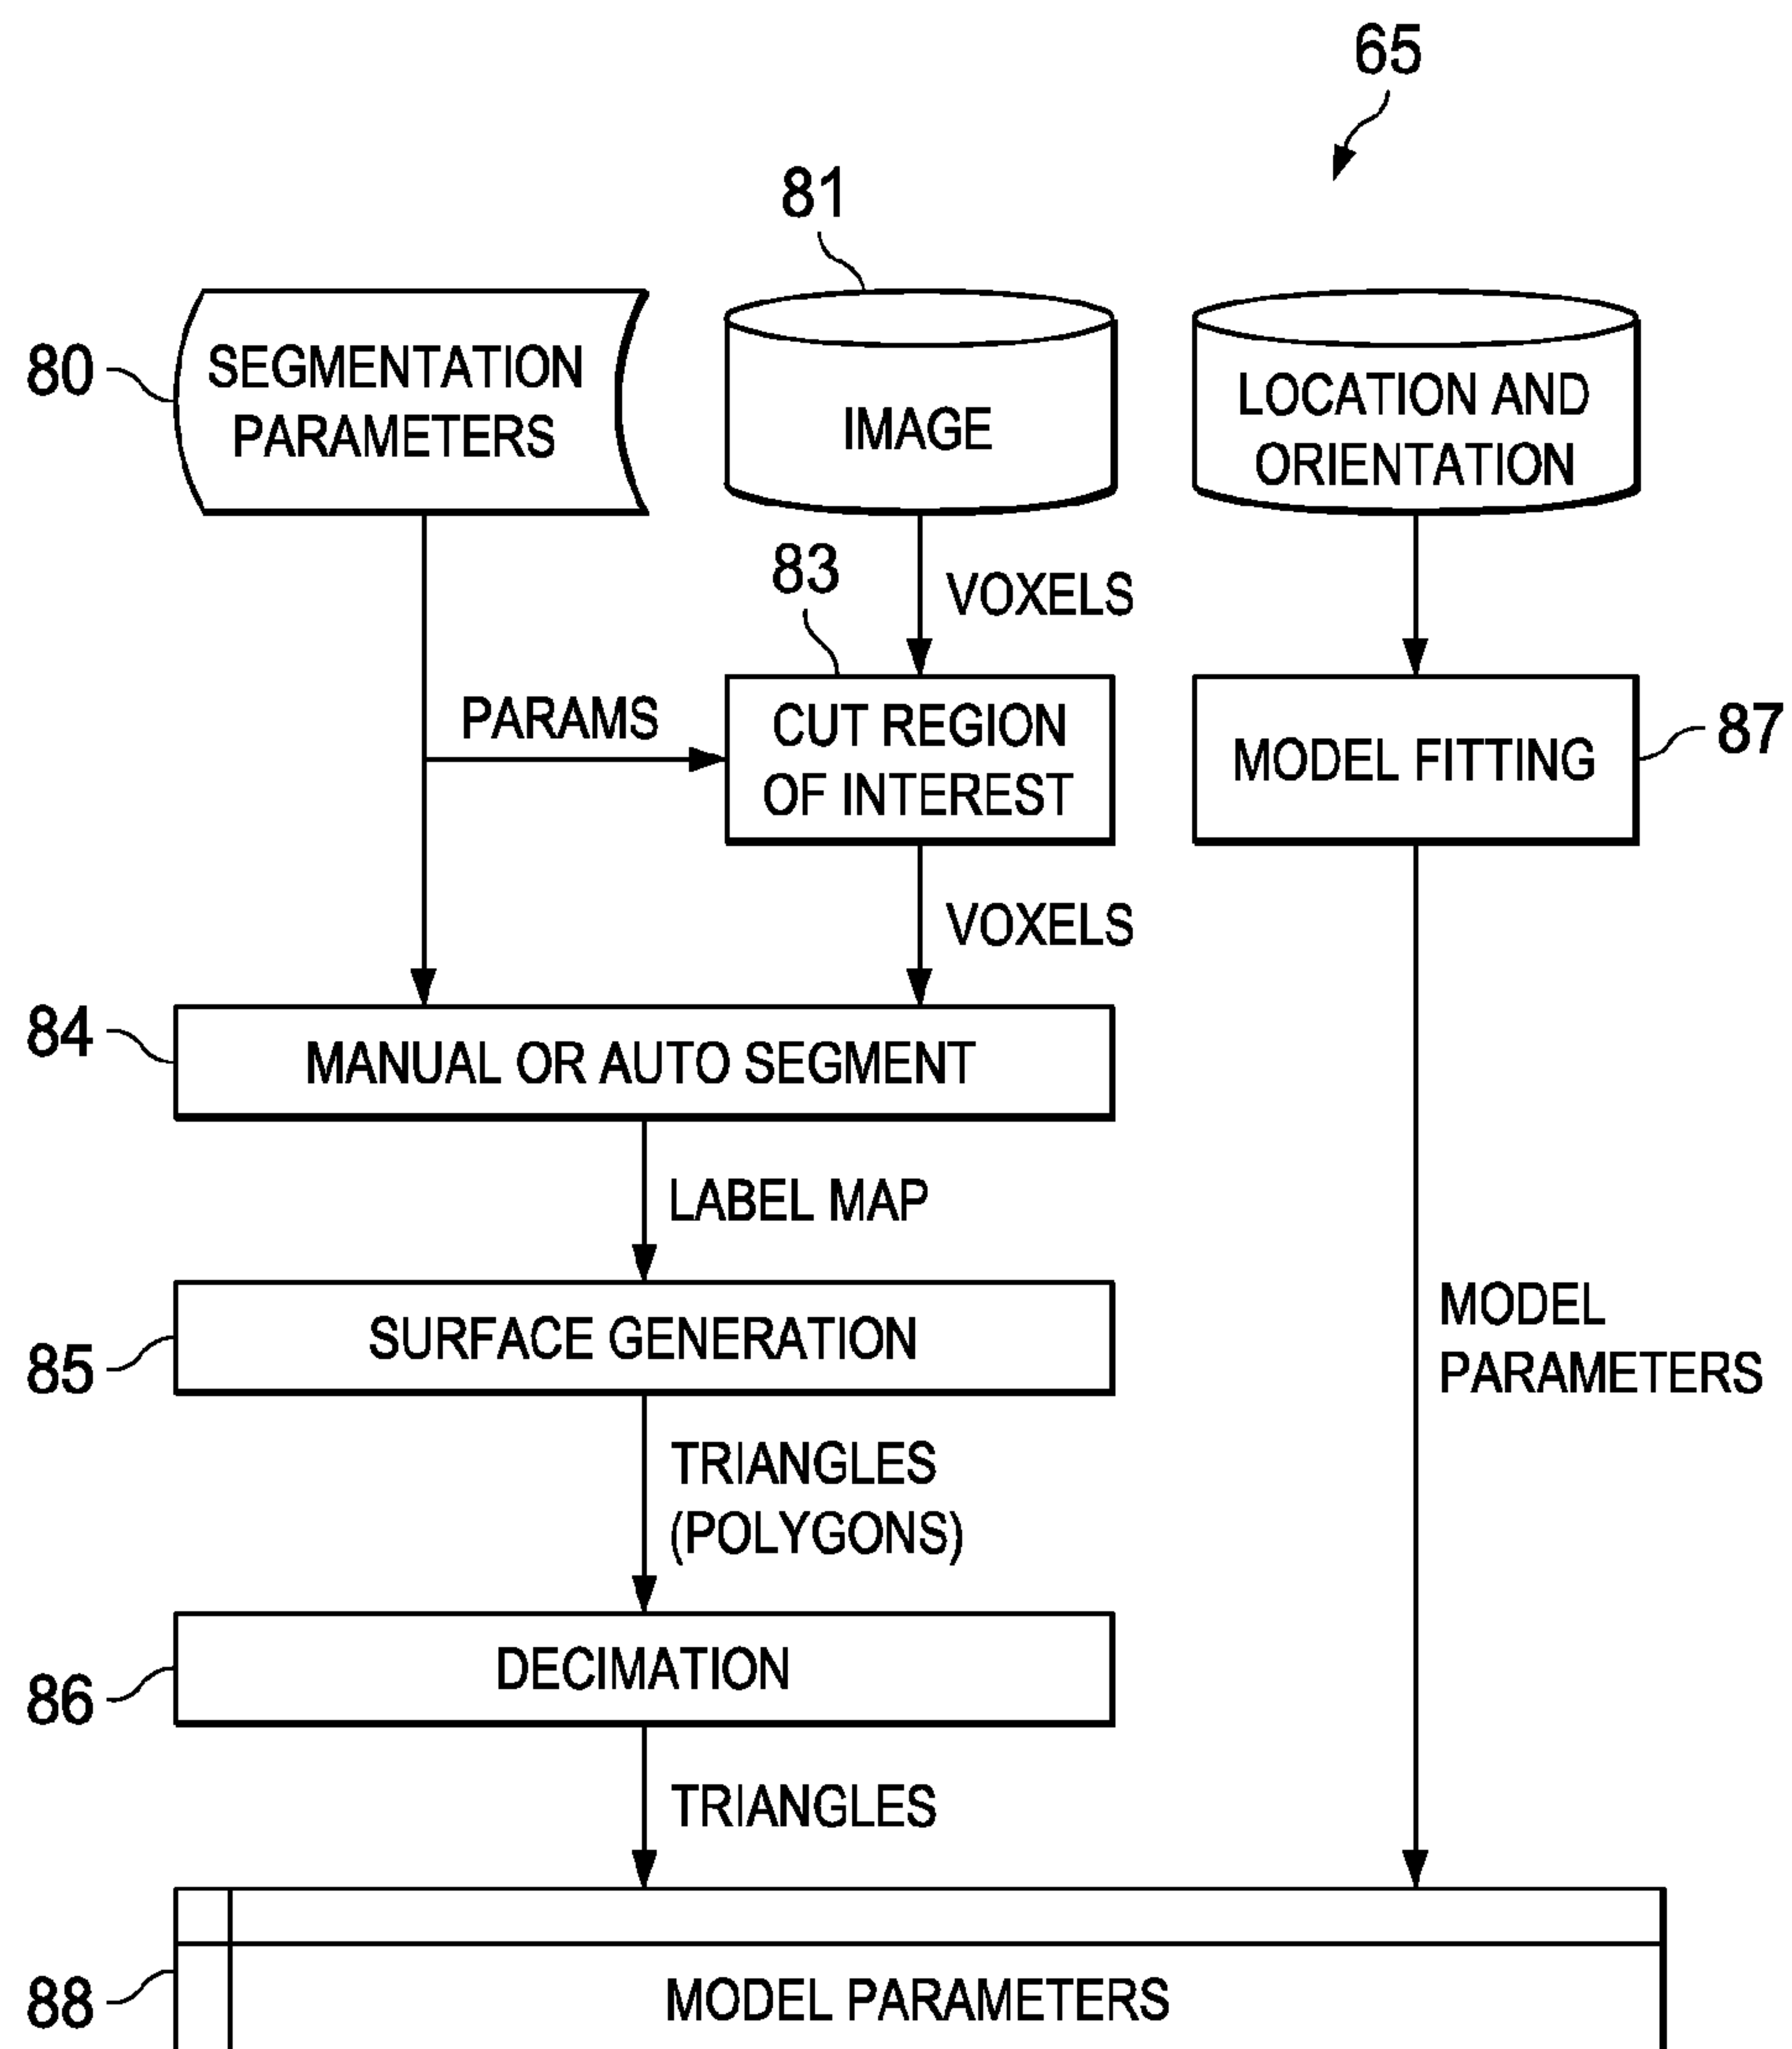 65
81
80
SEGMENTATION
PARAMETERS
IMAGE
LOCATION AND
ORIENTATION
83
VOXELS
PARAMS
CUT REGION
OF INTEREST
MODEL FITTING
87
VOXELS
84
MANUAL OR AUTO SEGMENT
LABEL MAP
85
SURFACE GENERATION
MODEL
PARAMETERS
TRIANGLES
(POLYGONS)
86
DECIMATION
TRIANGLES
88
MODEL PARAMETERS